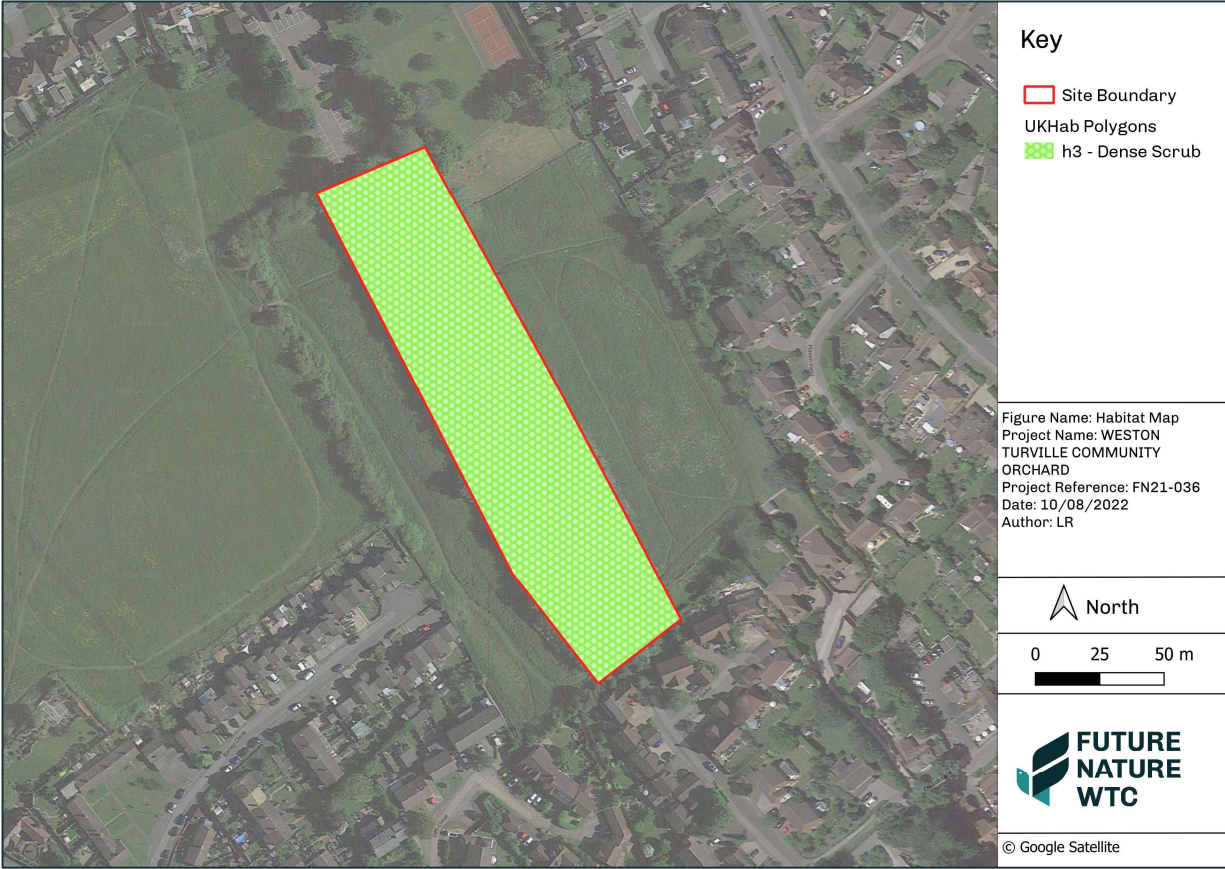 Key
Site Boundary
UKHab Polygons
h3 - Dense Scrub
Figure Name: Habitat Map
Project Name: WESTON
TURVILLE COMMUNITY
ORCHARD
Project Reference: FN21-036
Date: 10/08/2022
Author: LR
North
0 25 50 m
FUTURE
NATURE
WTC
© Google Satellite